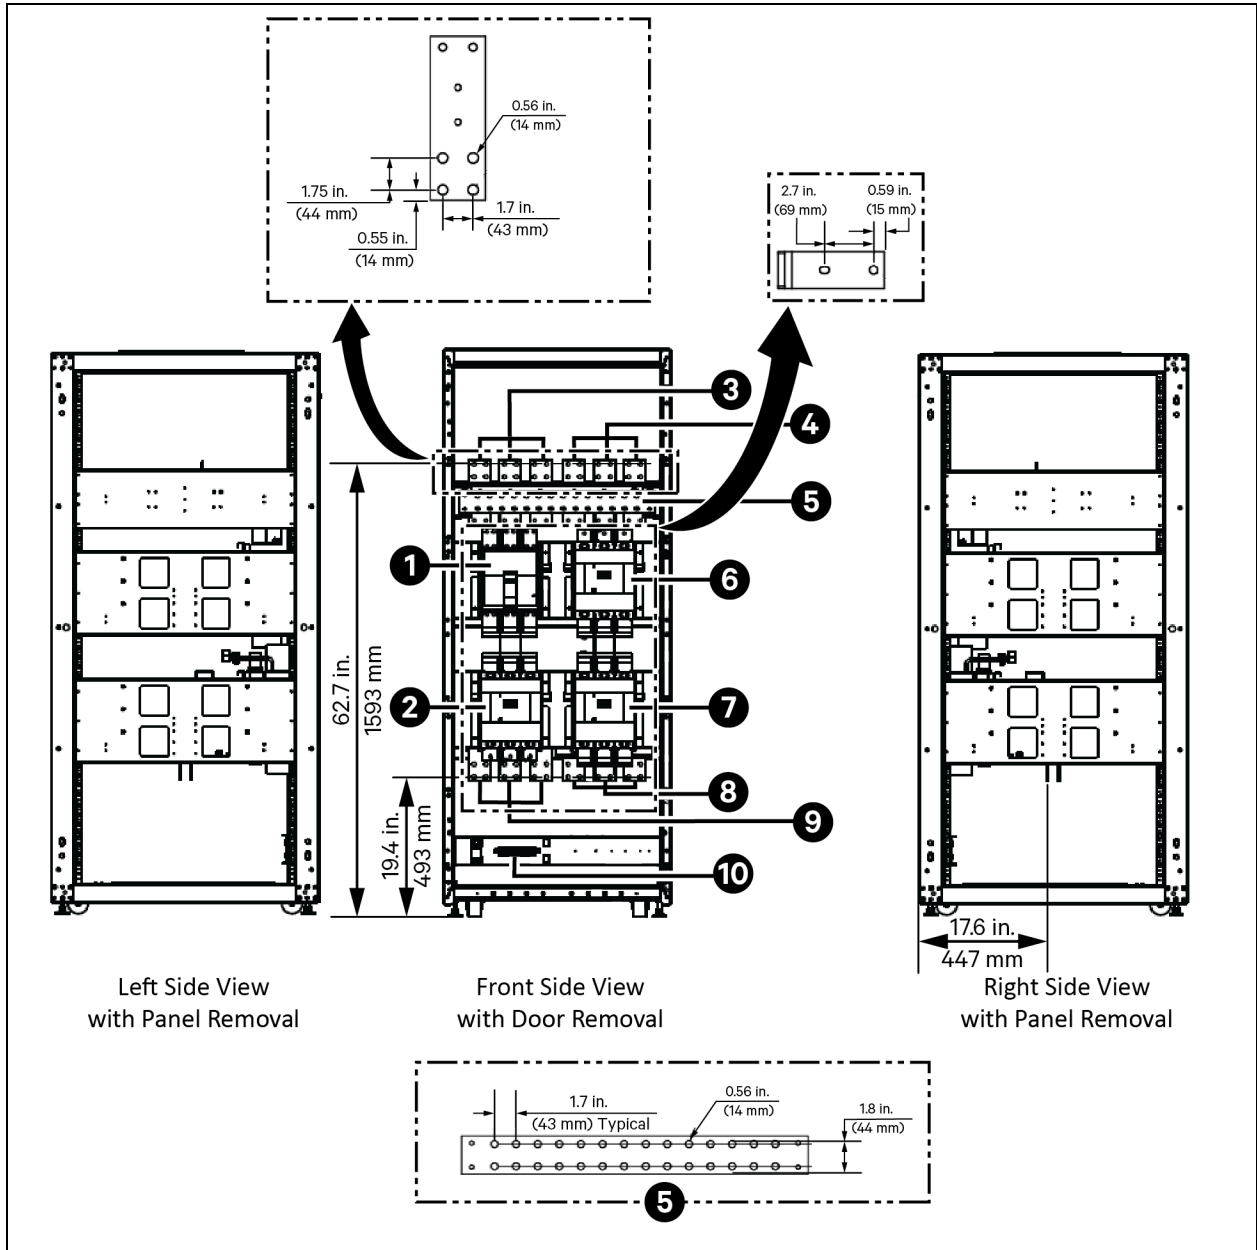 0.56 in.
(14 mm)
1.75 in.
(44 mm)
1.7 in.
(43 mm)
0.55 in.
(14 mm)
2.7 in.
(69 mm)
0.59 in.
(15 mm)
3
4
5
1
6
2
7
8
9
10
62.7 in.
1593 mm
19.4 in.
493 mm
17.6 in.
447 mm
Left Side View
with Panel Removal
Front Side View
with Door Removal
Right Side View
with Panel Removal
1.7 in.
(43 mm) Typical
0.56 in.
(14 mm)
1.8 in.
(44 mm)
5